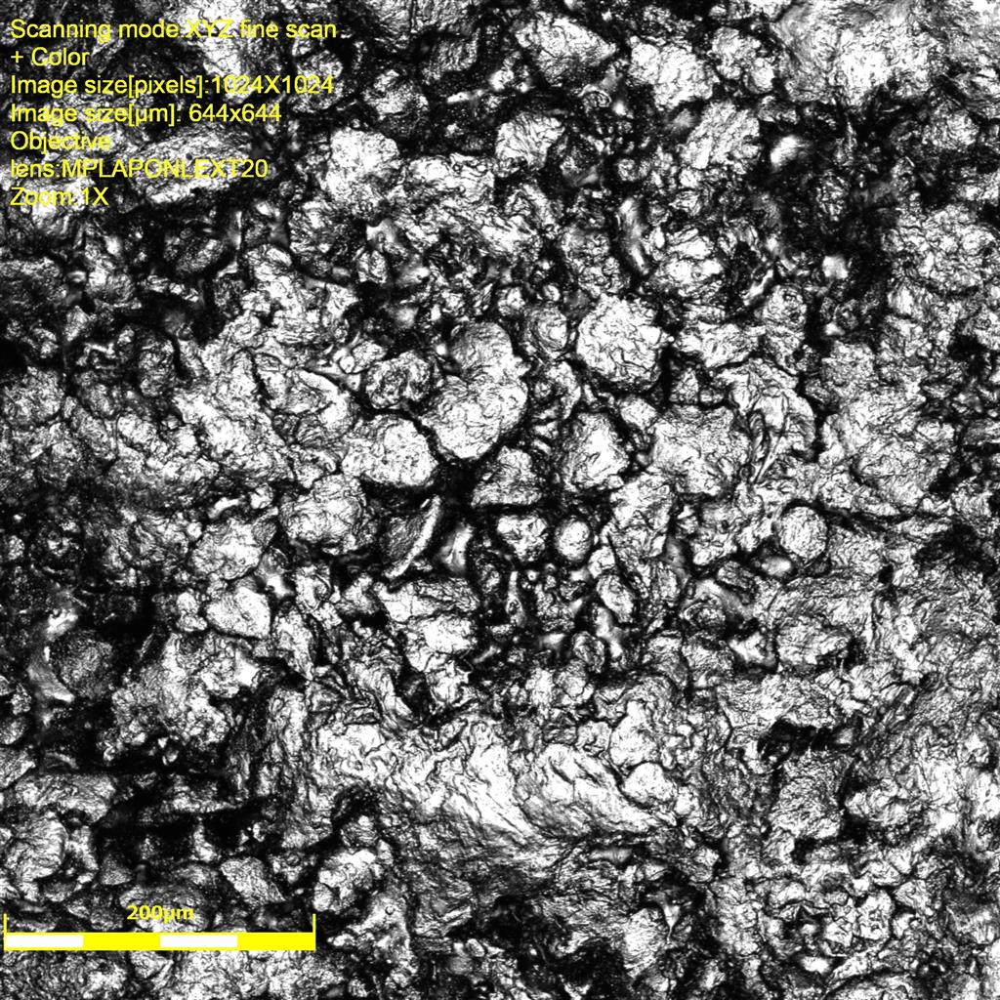 Scanning mode:XYZ fine scan
+ Color
Image size[pixels]:1024X1024
Image size[µm]: 644x644
Objective
lens:MPLAPONLEXT20
Zoom:1X
200µm